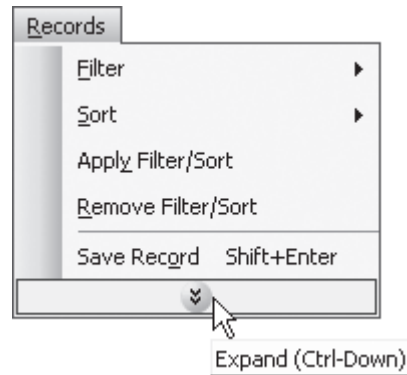 Records
Filter
Sort
Apply Filter/Sort
Remove Filter/Sort
Save Record Shift+Enter
Expand (Ctrl-Down)